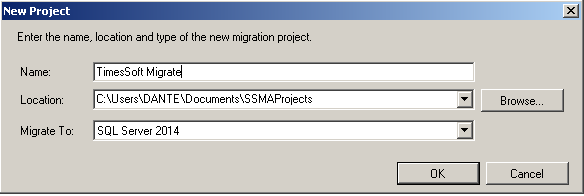 New Project
Enter the name, location and type of the new migration project.
Name: TimesSoft Migrate
Location: C:\Users\DANTE\Documents\SSMAProjects Browse...
Migrate To: SQL Server 2014
OK Cancel